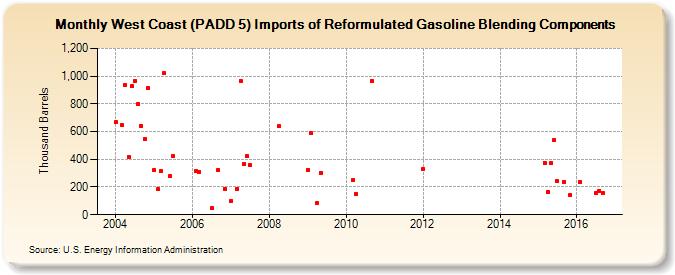 Monthly West Coast (PADD 5) Imports of Reformulated Gasoline Blending Components
Thousand Barrels
1,200
1,000
800
600
400
200
0
2004 2006 2008 2010 2012 2014 2016
Source: U.S. Energy Information Administration